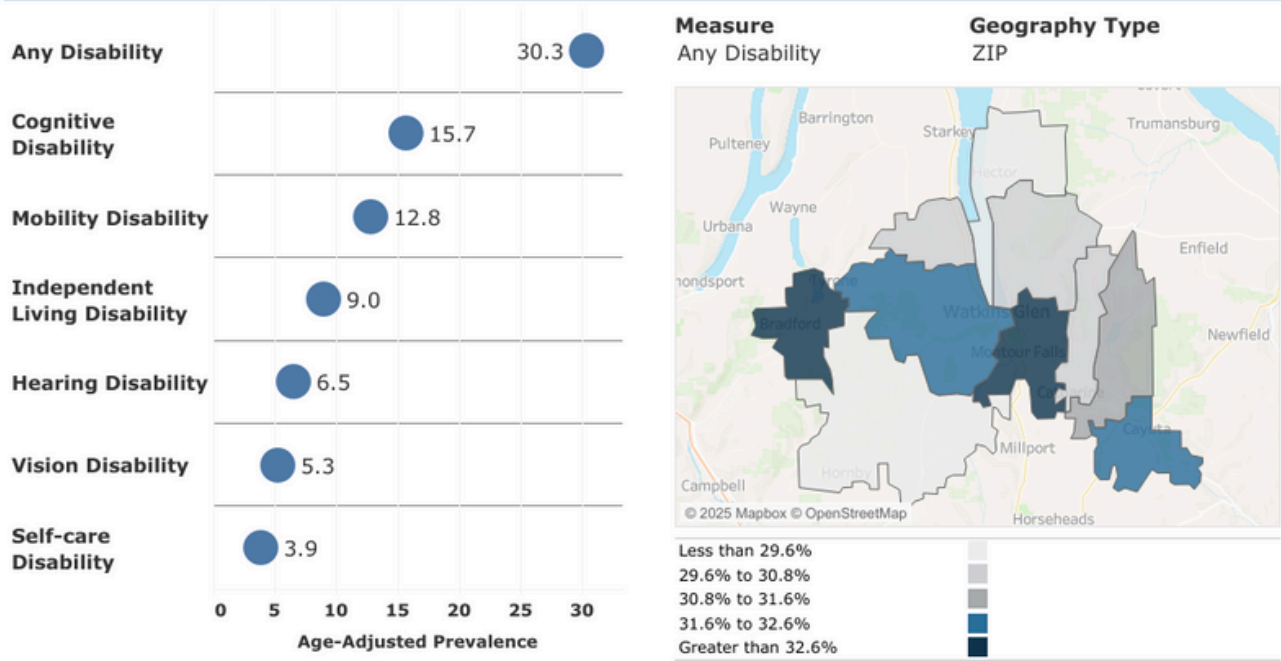 Any Disability
30.3
Cognitive
Disability
15.7
Mobility Disability
12.8
Independent
Living Disability
9.0
Hearing Disability
6.5
Vision Disability
5.3
Self-care
Disability
3.9
0 5 10 15 20 25 30
Age-Adjusted Prevalence
Measure
Any Disability
Geography Type
ZIP
Barrington
Starkey
Trumansburg
Pulteney
Hector
Wayne
Urbana
Enfield
mondsport
Tyrone
Watkins Glen
Bradford
Newfield
Montour Falls
Catharine
Cayuta
Millport
Hornby
Campbell
© 2025 Mapbox © OpenStreetMap
Horseheads
Less than 29.6%
29.6% to 30.8%
30.8% to 31.6%
31.6% to 32.6%
Greater than 32.6%